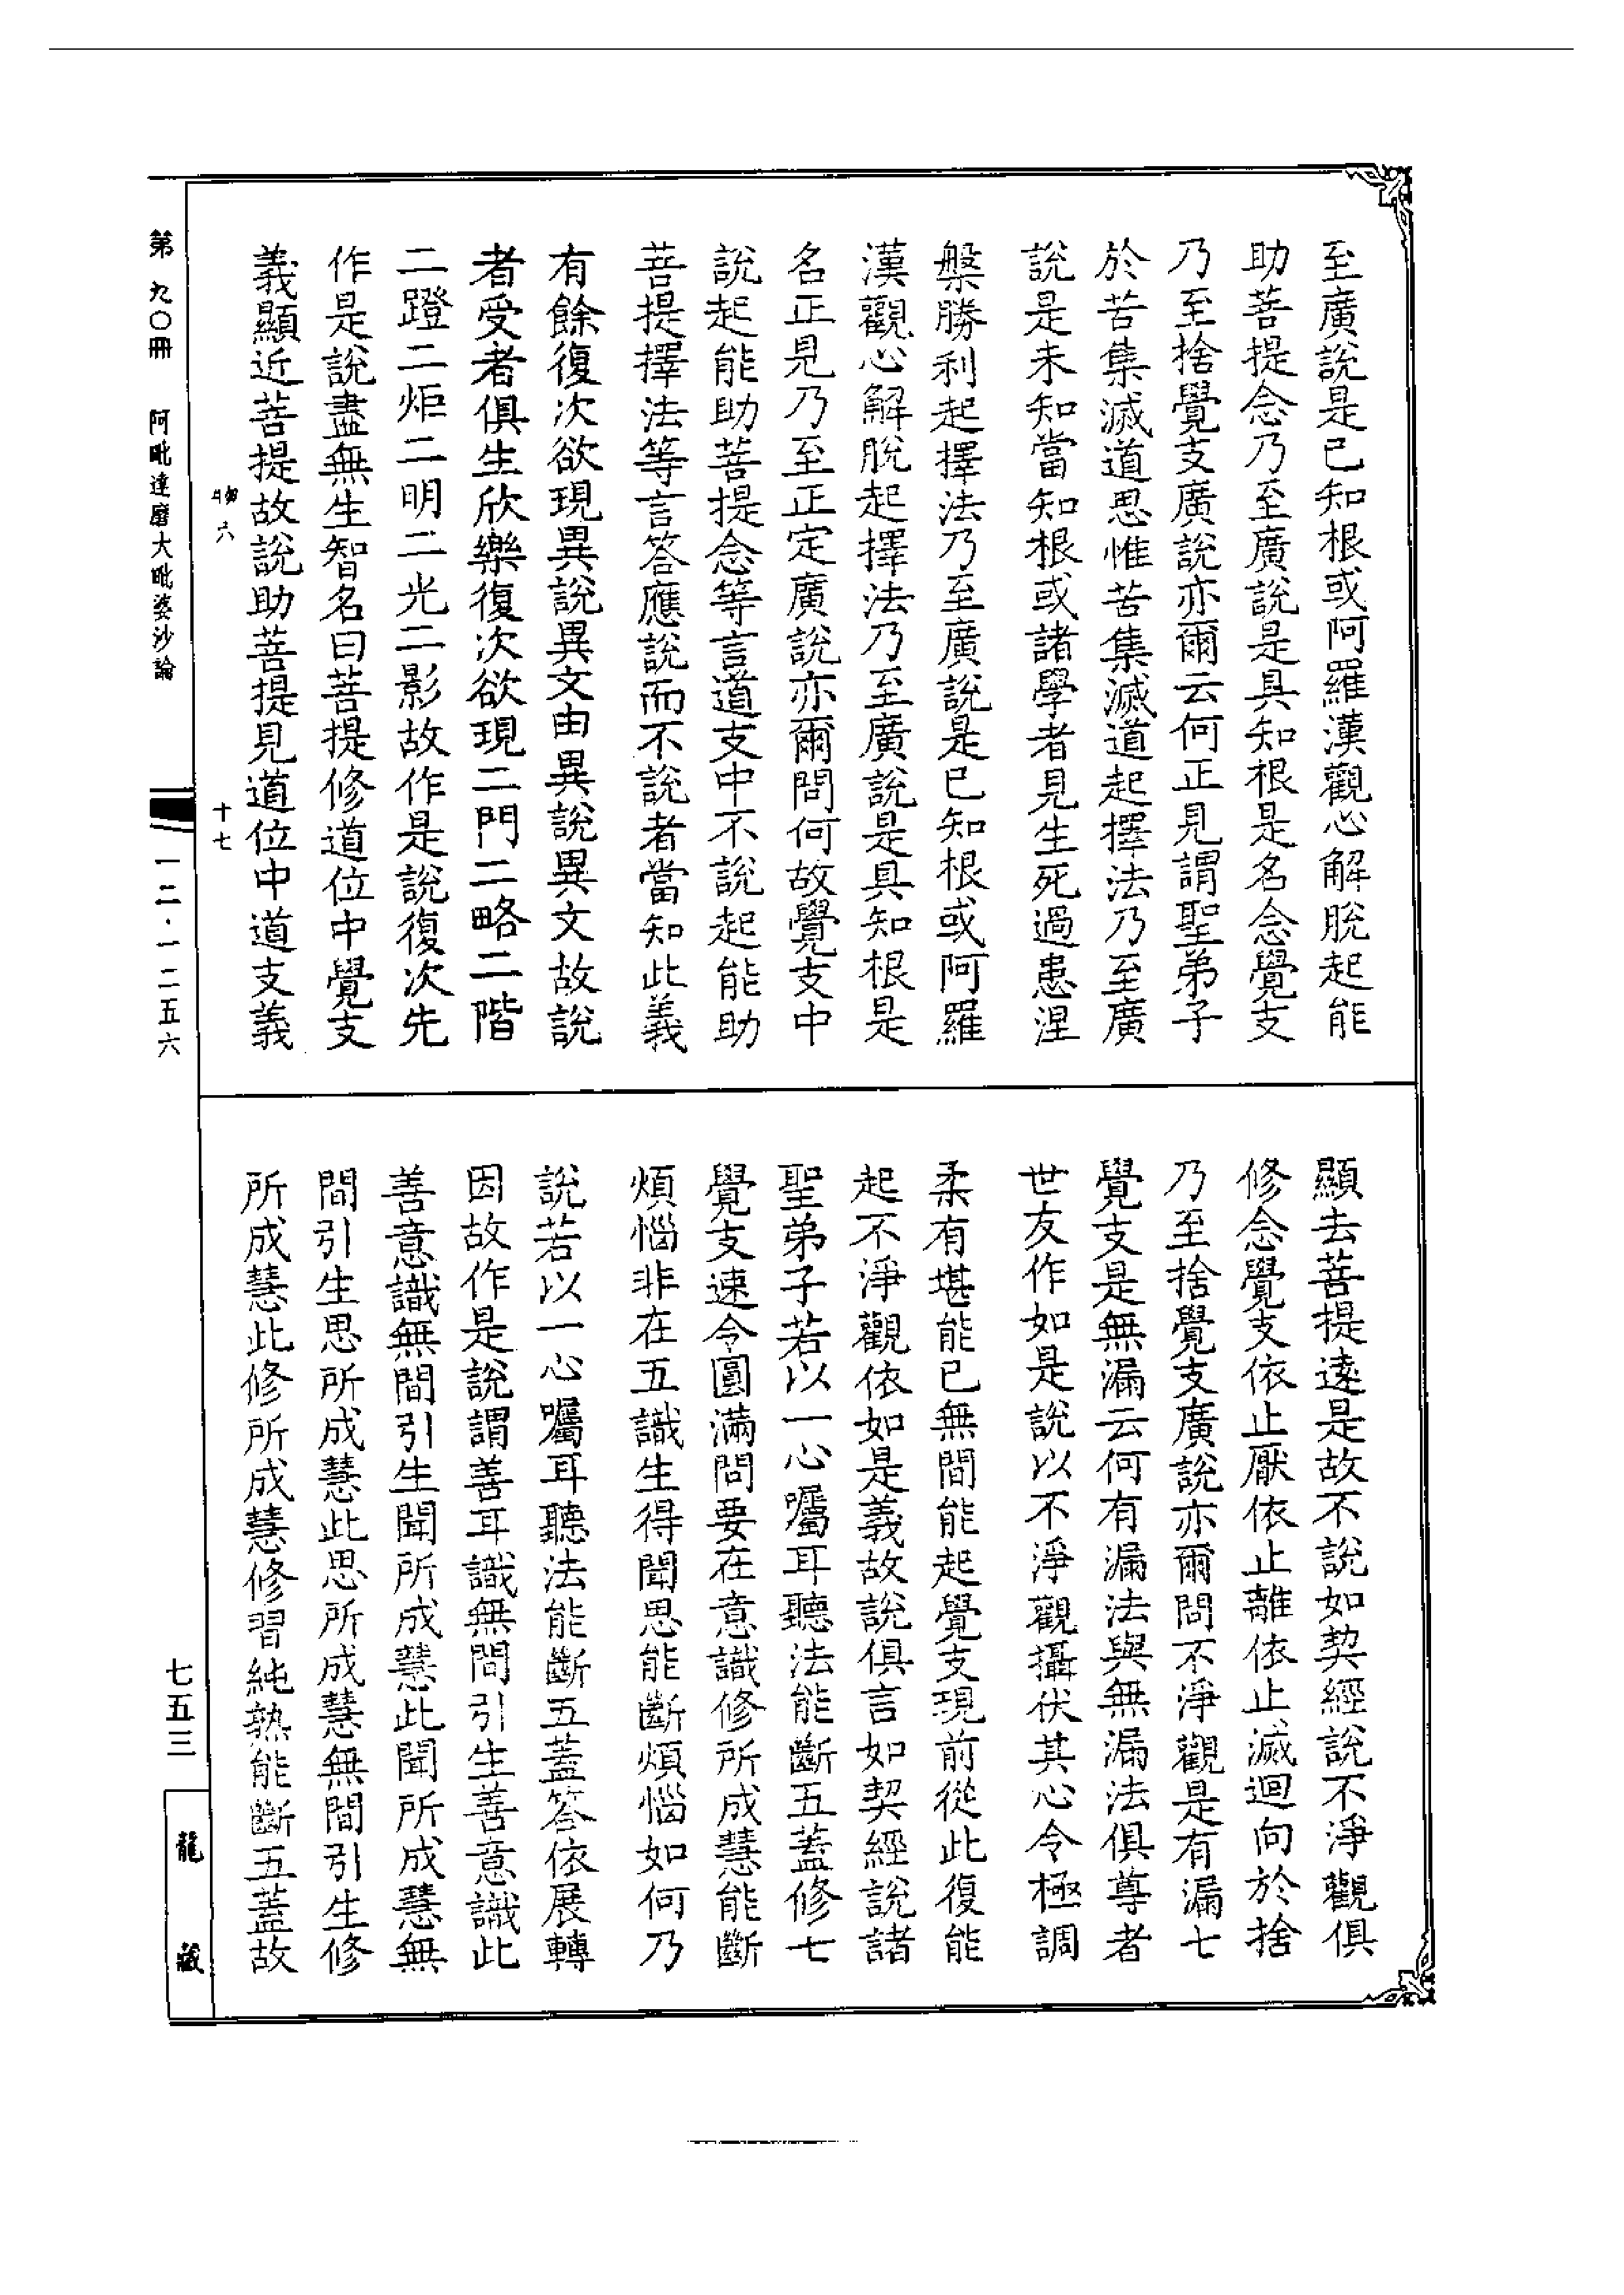 至廣說是已知根或阿羅漢觀心解脫起能
助菩提念乃至廣說是具知根是名念覺支
乃至捨覺支廣說亦爾云何正見謂聖弟子
於苦集滅道思惟苦集滅道起擇法乃至廣
說是未知當知根或諸學者見生死過患涅
槃勝利起擇法乃至廣說是已知根或阿羅
漢觀心解脫起擇法乃至廣說是具知根是
名正見乃至正定廣說亦爾問何故覺支中
說起能助菩提念等言道支中不說起能助
菩提擇法等言答應說而不說者當知此義
有餘復次欲現異說異文由異說異文故說
者受者俱生欣樂復次欲現二門二略二階
二蹬二炬二明二光二影故作是說復次先
作是說盡無生智名曰菩提修道位中覺支
義顯近菩提故說助菩提見道位中道支義
顯去菩提遠是故不說如契經說不淨觀俱
修念覺支依止厭依止離依止滅迴向於捨
乃至捨覺支廣說亦爾問不淨觀是有漏七
覺支是無漏云何有漏法與無漏法俱尊者
世友作如是說以不淨觀攝伏其心令極調
柔有堪能已無間能起覺支現前從此復能
起不淨觀依如是義故說俱言如契經說諸
聖弟子若以一心囑耳聽法能斷五蓋修七
覺支速令圓滿問要在意識修所成慧能斷
煩惱非在五識生得聞思能斷煩惱如何乃
說若以一心囑耳聽法能斷五蓋答依展轉
因故作是說謂善耳識無間引生善意識此
善意識無間引生聞所成慧此聞所成慧無
間引生思所成慧此思所成慧無間引生修
所成慧此修所成慧修習純熟能斷五蓋故
物六
十七
第九〇冊 阿毗達磨大毗婆沙論
一二·一二五六
七五三
龍藏